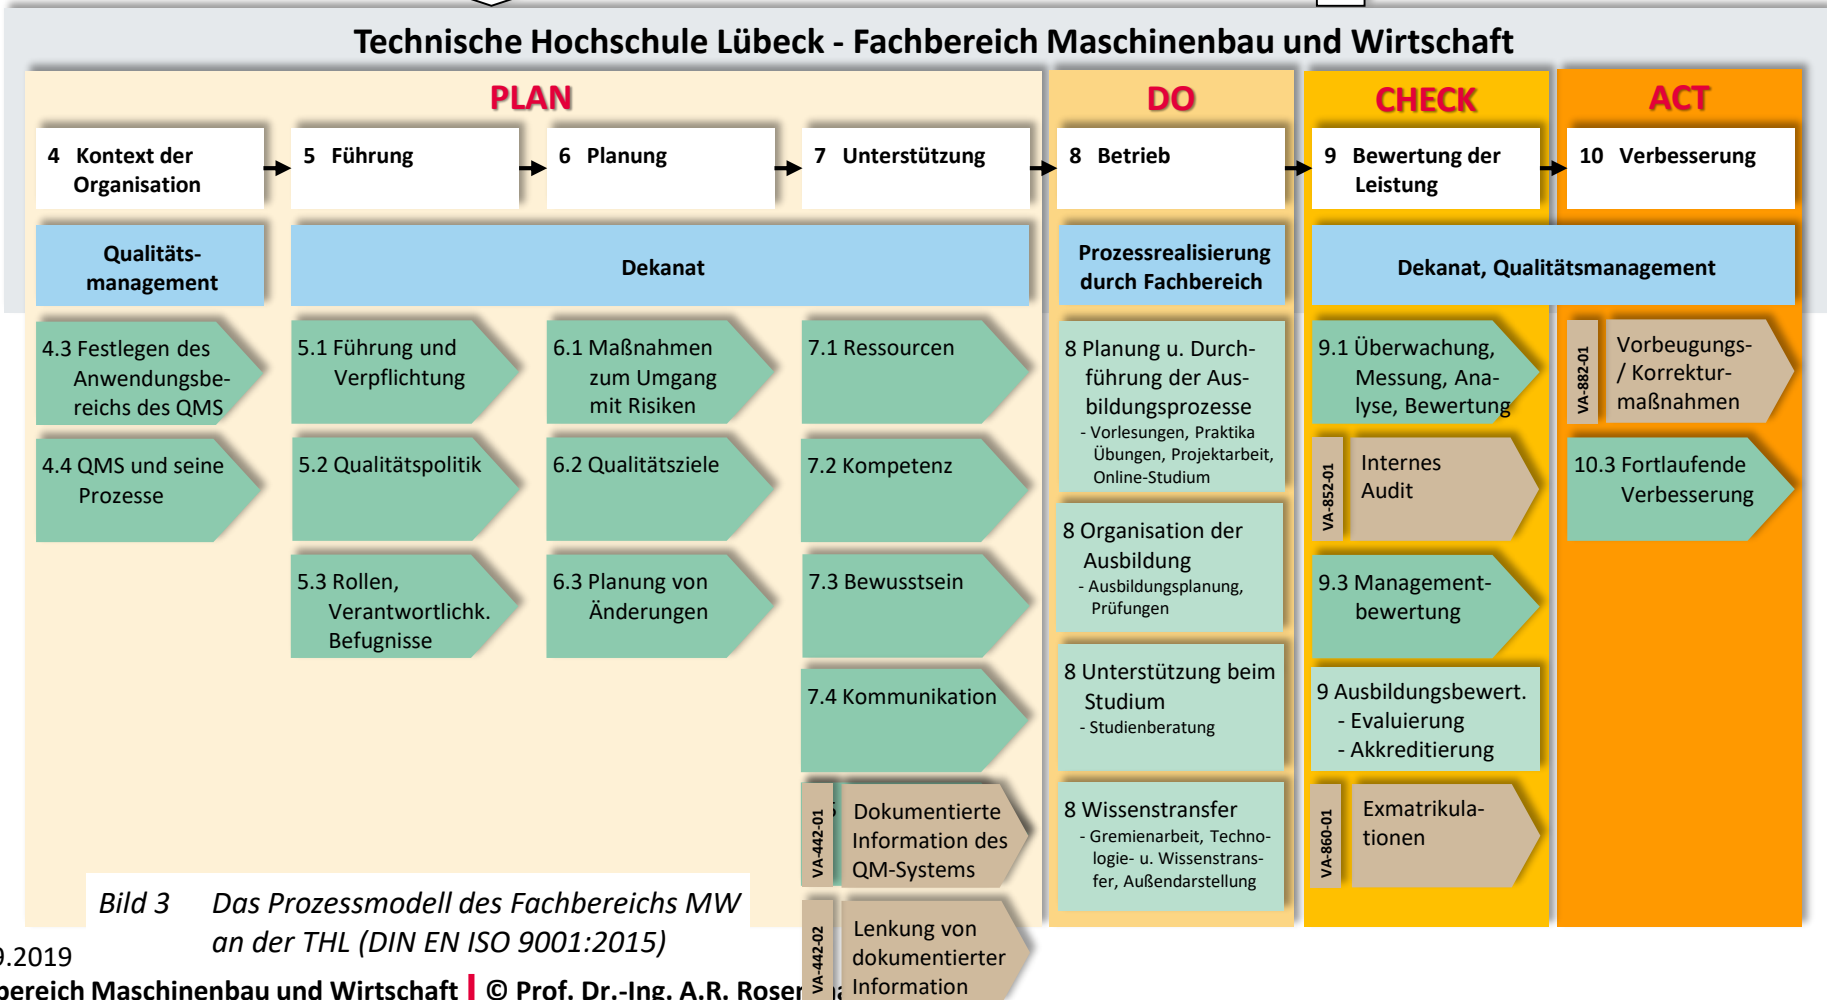 Technische Hochschule Lübeck - Fachbereich Maschinenbau und Wirtschaft
PLAN
DO
CHECK
ACT
4 Kontext der
Organisation
5 Führung
6 Planung
7 Unterstützung
8 Betrieb
9 Bewertung der
Leistung
10 Verbesserung
Qualitäts-
management
Dekanat
Prozessrealisierung
durch Fachbereich
Dekanat, Qualitätsmanagement
4.3 Festlegen des
Anwendungsbe-
reichs des QMS
4.4 QMS und seine
Prozesse
5.1 Führung und
Verpflichtung
5.2 Qualitätspolitik
5.3 Rollen,
Verantwortlichk.
Befugnisse
6.1 Maßnahmen
zum Umgang
mit Risiken
6.2 Qualitätsziele
6.3 Planung von
Änderungen
7.1 Ressourcen
7.2 Kompetenz
7.3 Bewusstsein
7.4 Kommunikation
VA-442-01
Dokumentierte
Information des
QM-Systems
VA-442-02
Lenkung von
dokumentierter
Information
8 Planung u. Durch-
führung der Aus-
bildungsprozesse
- Vorlesungen, Praktika
Übungen, Projektarbeit,
Online-Studium
8 Organisation der
Ausbildung
- Ausbildungsplanung,
Prüfungen
8 Unterstützung beim
Studium
- Studienberatung
8 Wissenstransfer
- Gremienarbeit, Techno-
logie- u. Wissenstrans-
fer, Außendarstellung
9.1 Überwachung,
Messung, Ana-
lyse, Bewertung
VA-852-01
Internes
Audit
9.3 Management-
bewertung
9 Ausbildungsbewert.
- Evaluierung
- Akkreditierung
VA-860-01
Exmatrikula-
tionen
VA-882-01
Vorbeugungs-
/ Korrektur-
maßnahmen
10.3 Fortlaufende
Verbesserung
Bild 3 Das Prozessmodell des Fachbereichs MW
an der THL (DIN EN ISO 9001:2015)
9.2019
bereich Maschinenbau und Wirtschaft | © Prof. Dr.-Ing. A.R.